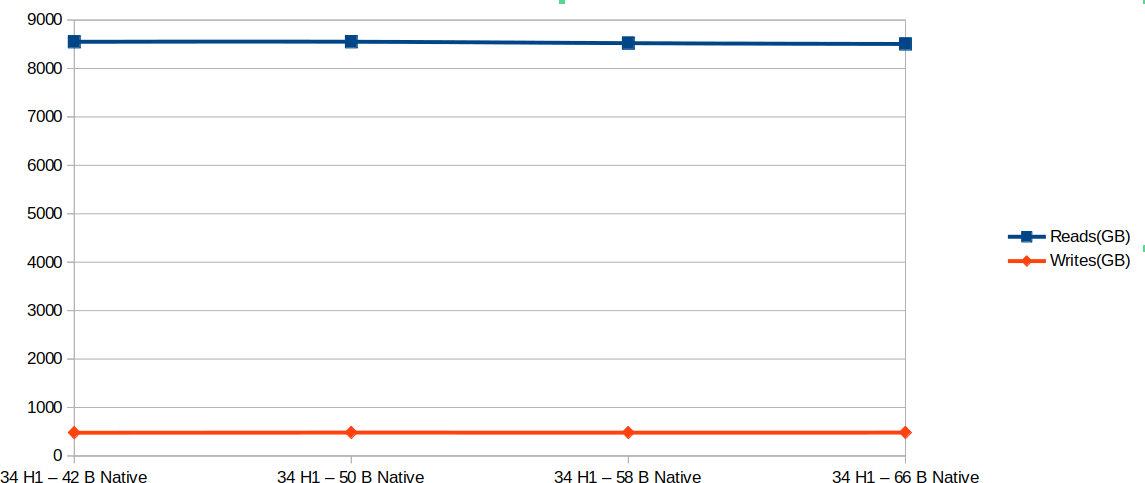 9000
8000
7000
6000
5000
4000
3000
2000
1000
0
34 H1 – 42 B Native
34 H1 – 50 B Native
34 H1 – 58 B Native
34 H1 – 66 B Native
Reads(GB)
Writes(GB)